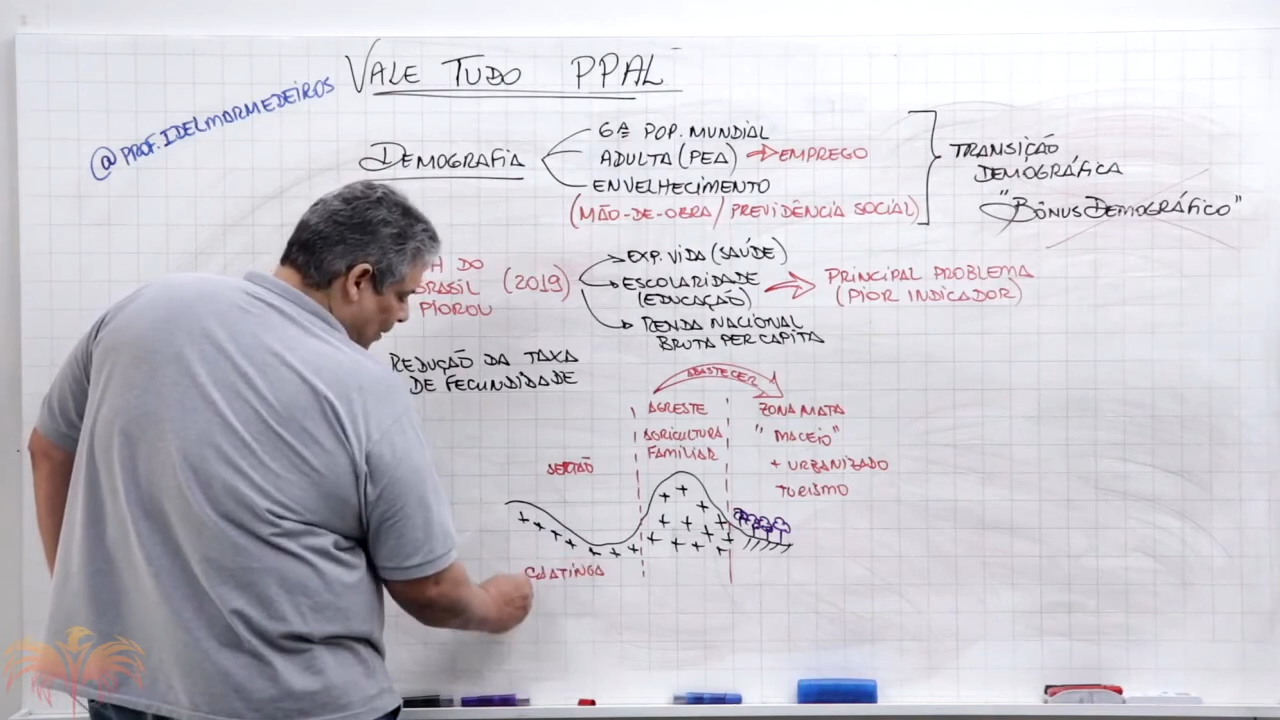 VALE TUDO PPAL
@PROF.IDELMARMEDEIROS
DEMOGRAFIA
6ª POP. MUNDIAL
ADULTA (PEA) → EMPREGO
ENVELHECIMENTO
(MÃO-DE-OBRA / PREVIDÊNCIA SOCIAL)
TRANSIÇÃO
DEMOGRÁFICA
"BÔNUS DEMOGRÁFICO"
DO
BRASIL
PIOROU
(2019)
EXP. VIDA (SAÚDE)
ESCOLARIDADE
(EDUCAÇÃO)
RENDA NACIONAL
BRUTA PER CAPITA
PRINCIPAL PROBLEMA
(PIOR INDICADOR)
REDUÇÃO DA TAXA
DE FECUNDIDADE
ABASTECER
SERTÃO
AGRESTE
AGRICULTURA
FAMILIAR
ZONA MATA
"MACEIÓ"
+ URBANIZADO
TURISMO
CAATINGA